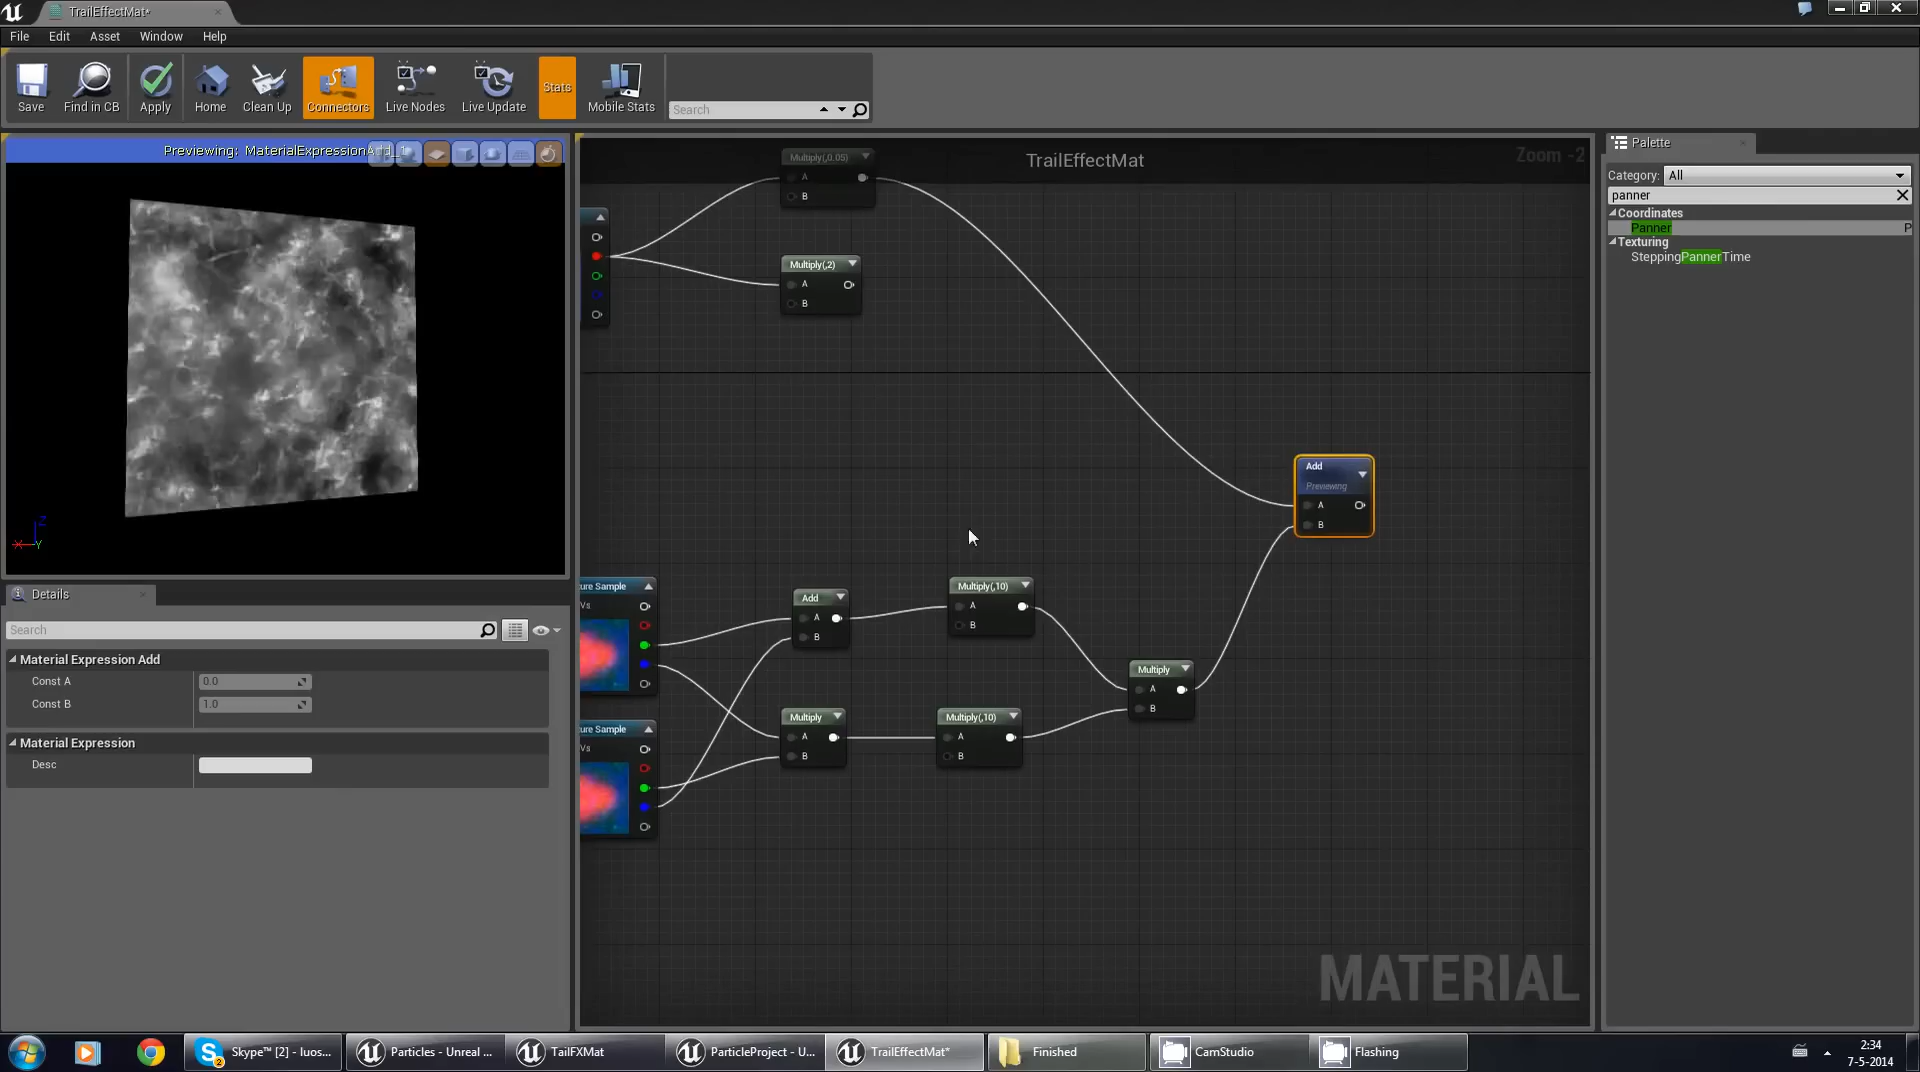 TrailEffectMat*
File Edit Asset Window Help
Save Find in CB Apply Home Clean Up Connectors Live Nodes Live Update Stats Mobile Stats
Search
Previewing: MaterialExpressionAdd_1
TrailEffectMat
Zoom -2
Multiply(,0.05)
A
B
Multiply(,2)
A
B
Add
Previewing
A
B
ure Sample
Vs
Add
A
B
Multiply(,10)
A
B
Multiply
A
B
ure Sample
Vs
Multiply
A
B
Multiply(,10)
A
B
MATERIAL
Z
X Y
Details
Search
Material Expression Add
Const A 0.0
Const B 1.0
Material Expression
Desc
Palette
Category: All
panner
Coordinates
Panner P
Texturing
SteppingPannerTime
Skype™ [2] - luos... Particles - Unreal ... TailFXMat ParticleProject - U... TrailEffectMat* Finished CamStudio Flashing
2
2:34
7-5-2014